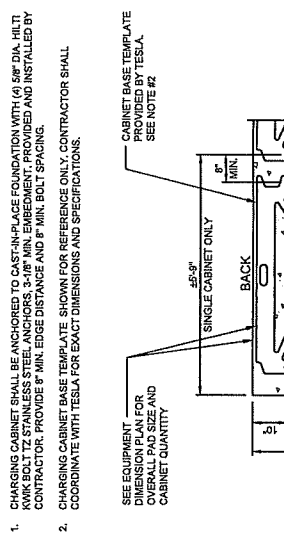 1. CHARGING CABINET SHALL BE ANCHORED TO CAST-IN-PLACE FOUNDATION WITH (4) 5/8" DIA. HILTI
KWIK BOLT TZ STAINLESS STEEL ANCHORS, 3-1/8" MIN. EMBEDMENT, PROVIDED AND INSTALLED BY
CONTRACTOR. PROVIDE 8" MIN. EDGE DISTANCE AND 8" MIN. BOLT SPACING.
2. CHARGING CABINET BASE TEMPLATE SHOWN FOR REFERENCE ONLY. CONTRACTOR SHALL
COORDINATE WITH TESLA FOR EXACT DIMENSIONS AND SPECIFICATIONS.
SEE EQUIPMENT
DIMENSION PLAN FOR
OVERALL PAD SIZE AND
CABINET QUANTITY
CABINET BASE TEMPLATE
PROVIDED BY TESLA.
SEE NOTE #2
±5'-9"
SINGLE CABINET ONLY
8"
MIN.
BACK
10"